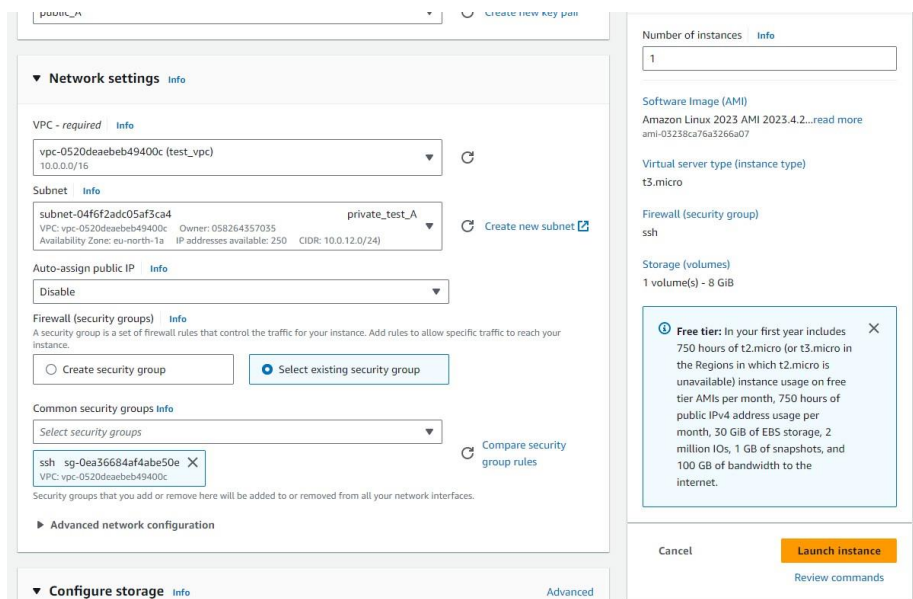 public_A
Create new key pair
Network settings Info
VPC - required Info
vpc-0520deaebeb49400c (test_vpc)
10.0.0.0/16
Subnet Info
subnet-04f6f2adc05af3ca4 private_test_A
VPC: vpc-0520deaebeb49400c Owner: 058264357035
Availability Zone: eu-north-1a IP addresses available: 250 CIDR: 10.0.12.0/24)
Create new subnet
Auto-assign public IP Info
Disable
Firewall (security groups) Info
A security group is a set of firewall rules that control the traffic for your instance. Add rules to allow specific traffic to reach your
instance.
Create security group
Select existing security group
Common security groups Info
Select security groups
Compare security
group rules
ssh sg-0ea36684af4abe50e
VPC: vpc-0520deaebeb49400c
Security groups that you add or remove here will be added to or removed from all your network interfaces.
Advanced network configuration
Configure storage Info
Advanced
Number of instances Info
1
Software Image (AMI)
Amazon Linux 2023 AMI 2023.4.2...read more
ami-03238ca76a3266a07
Virtual server type (instance type)
t3.micro
Firewall (security group)
ssh
Storage (volumes)
1 volume(s) - 8 GiB
Free tier: In your first year includes
750 hours of t2.micro (or t3.micro in
the Regions in which t2.micro is
unavailable) instance usage on free
tier AMIs per month, 750 hours of
public IPv4 address usage per
month, 30 GiB of EBS storage, 2
million IOs, 1 GB of snapshots, and
100 GB of bandwidth to the
internet.
Cancel
Launch instance
Review commands